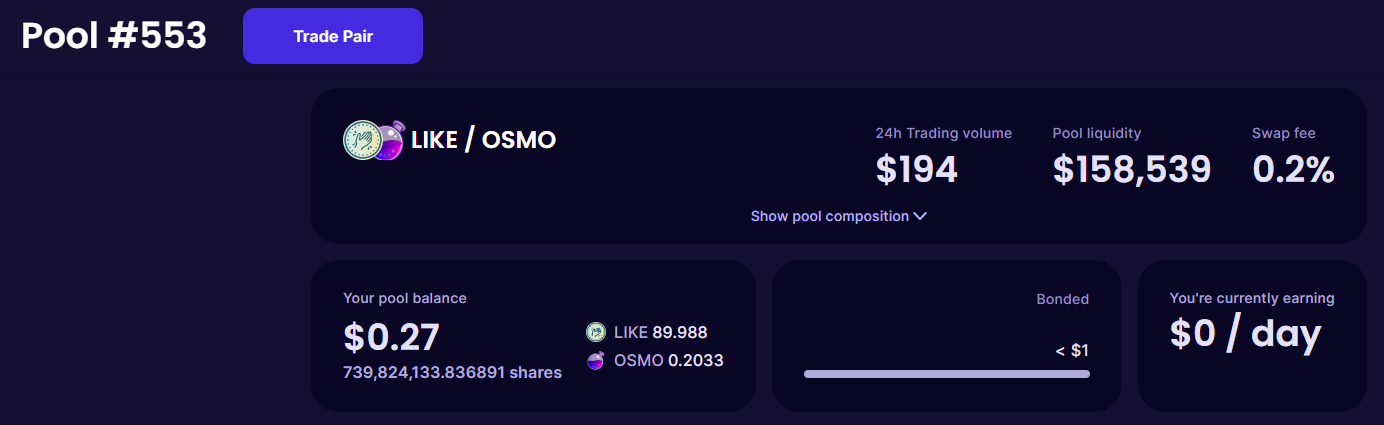 Pool #553
Trade Pair
LIKE / OSMO
24h Trading volume
$194
Pool liquidity
$158,539
Swap fee
0.2%
Show pool composition
Your pool balance
$0.27
739,824,133.836891 shares
LIKE 89.988
OSMO 0.2033
Bonded
< $1
You're currently earning
$0 / day